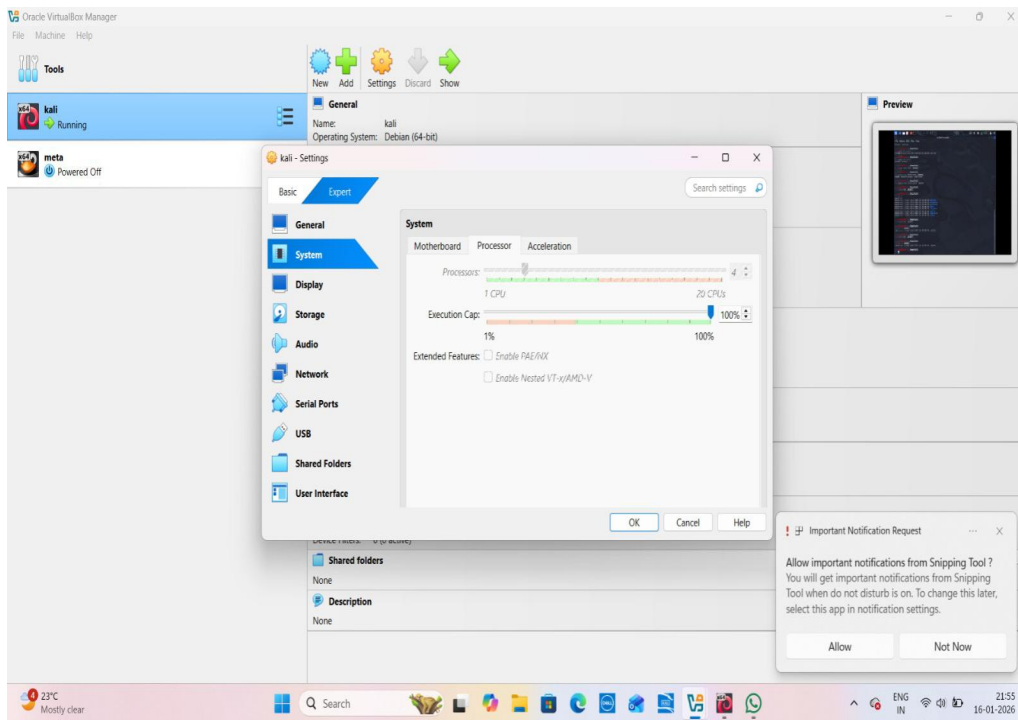 Oracle VirtualBox Manager
File Machine Help
Tools
New Add Settings Discard Show
kali
Running
meta
Powered Off
General
Name: kali
Operating System: Debian (64-bit)
Preview
kali - Settings
Basic Expert
Search settings
General
System
Display
Storage
Audio
Network
Serial Ports
USB
Shared Folders
User Interface
System
Motherboard Processor Acceleration
Processors: 4
1 CPU 20 CPUs
Execution Cap: 100%
1% 100%
Extended Features: Enable PAE/NX
Enable Nested VT-x/AMD-V
OK Cancel Help
Device Filters: 0 (0 active)
Shared folders
None
Description
None
Important Notification Request
Allow important notifications from Snipping Tool ?
You will get important notifications from Snipping
Tool when do not disturb is on. To change this later,
select this app in notification settings.
Allow Not Now
4
23°C
Mostly clear
Search
ENG
IN
21:55
16-01-2026